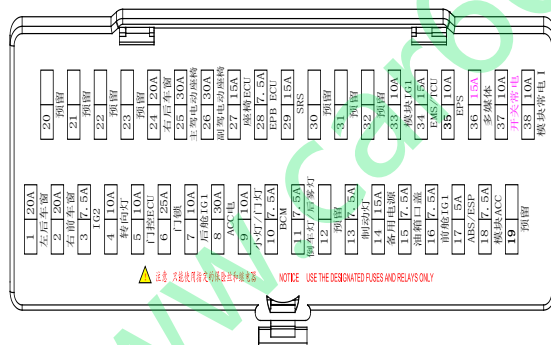 20
预留
21
预留
22
预留
23
预留
24 20A
右后车窗
25 30A
主驾电动座椅
26 30A
副驾电动座椅
27 15A
座椅ECU
28 7.5A
EPB ECU
29 15A
SRS
30
预留
31
预留
32
预留
33 10A
模块IG1
34 15A
EMS/TCU
35 10A
EPS
36 15A
多媒体
37 10A
开关常电
38 10A
模块常电1
1 20A
左后车窗
2 20A
右前车窗
3 7.5A
IG2
4 10A
转向灯
5 10A
门控ECU
6 25A
门锁
7 10A
后舱IG1
8 30A
ACC电
9 10A
小灯/门灯
10 7.5A
BCM
11 7.5A
倒车灯/后雾灯
12
预留
13 7.5A
制动灯
14 15A
备用电源
15 7.5A
油箱口盖
16 7.5A
前舱IG1
17 5A
ABS/ESP
18 7.5A
模块ACC
19
预留
注意 只能使用指定的保险丝和继电器 NOTICE USE THE DESIGNATED FUSES AND RELAYS ONLY